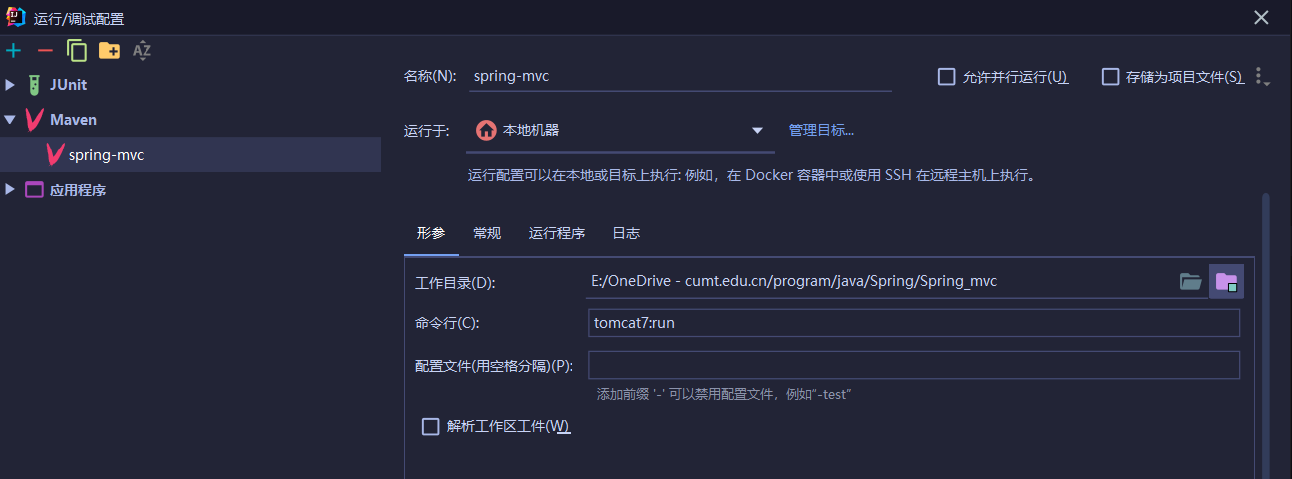 运行/调试配置
JUnit
Maven
spring-mvc
应用程序
名称(N): spring-mvc 允许并行运行(U) 存储为项目文件(S)
运行于: 本地机器 管理目标...
运行配置可以在本地或目标上执行: 例如，在 Docker 容器中或使用 SSH 在远程主机上执行。
形参 常规 运行程序 日志
工作目录(D): E:/OneDrive - cumt.edu.cn/program/java/Spring/Spring_mvc
命令行(C): tomcat7:run
配置文件(用空格分隔)(P):
添加前缀 '-' 可以禁用配置文件，例如"-test"
解析工作区工件(W)